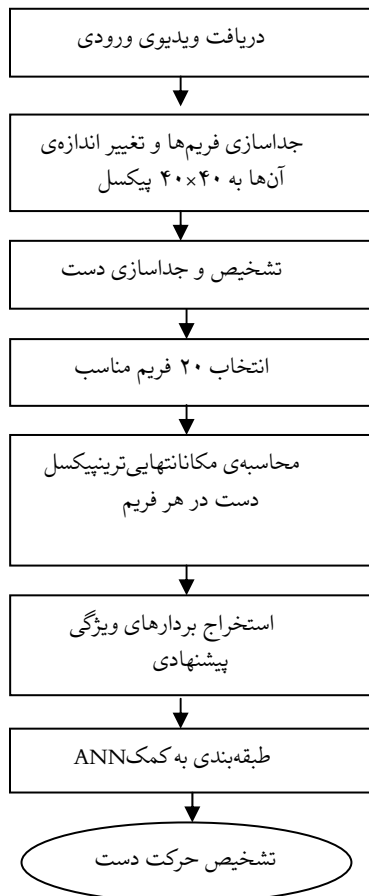 دریافت ویدیوی ورودی
جداسازی فریم‌ها و تغییر اندازه‌ی
آن‌ها به ۴۰×۴۰ پیکسل
تشخیص و جداسازی دست
انتخاب ۲۰ فریم مناسب
محاسبه‌ی مکانانتهایی‌ترینپیکسل
دست در هر فریم
استخراج بردارهای ویژگی
پیشنهادی
طبقه‌بندی به کمکANN
تشخیص حرکت دست